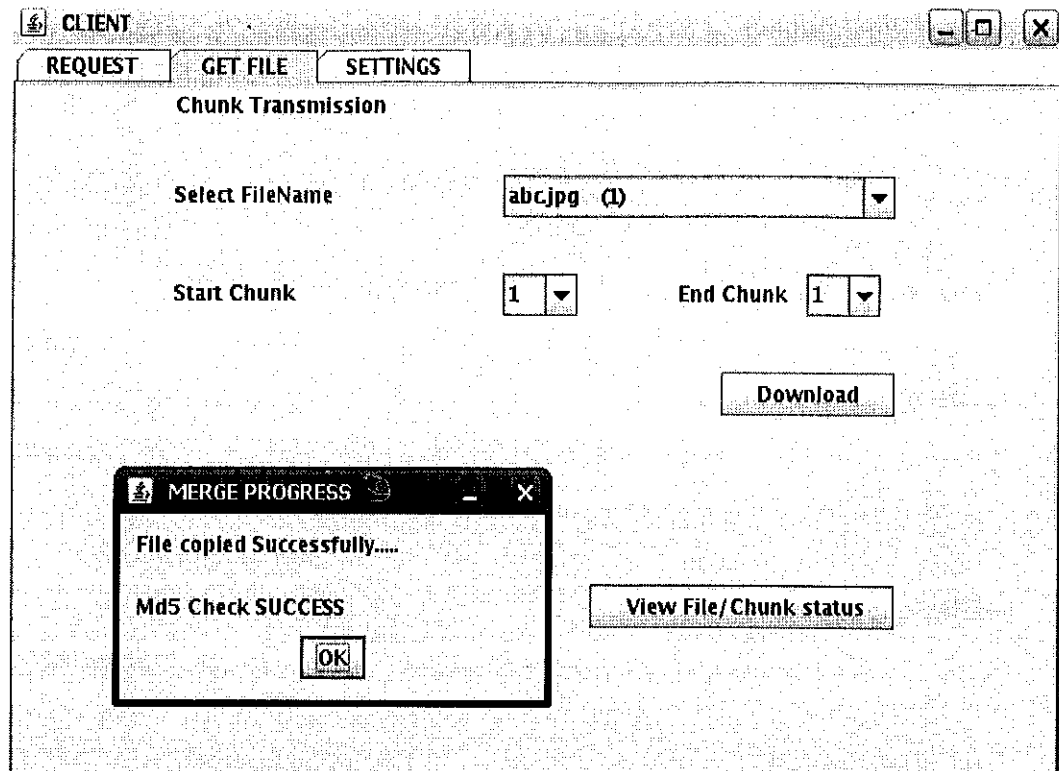 CLIENT
REQUEST GET FILE SETTINGS
Chunk Transmission
Select FileName abc.jpg (1)
Start Chunk 1 End Chunk 1
Download
MERGE PROGRESS
File copied Successfully.....
Md5 Check SUCCESS
View File/Chunk status
OK